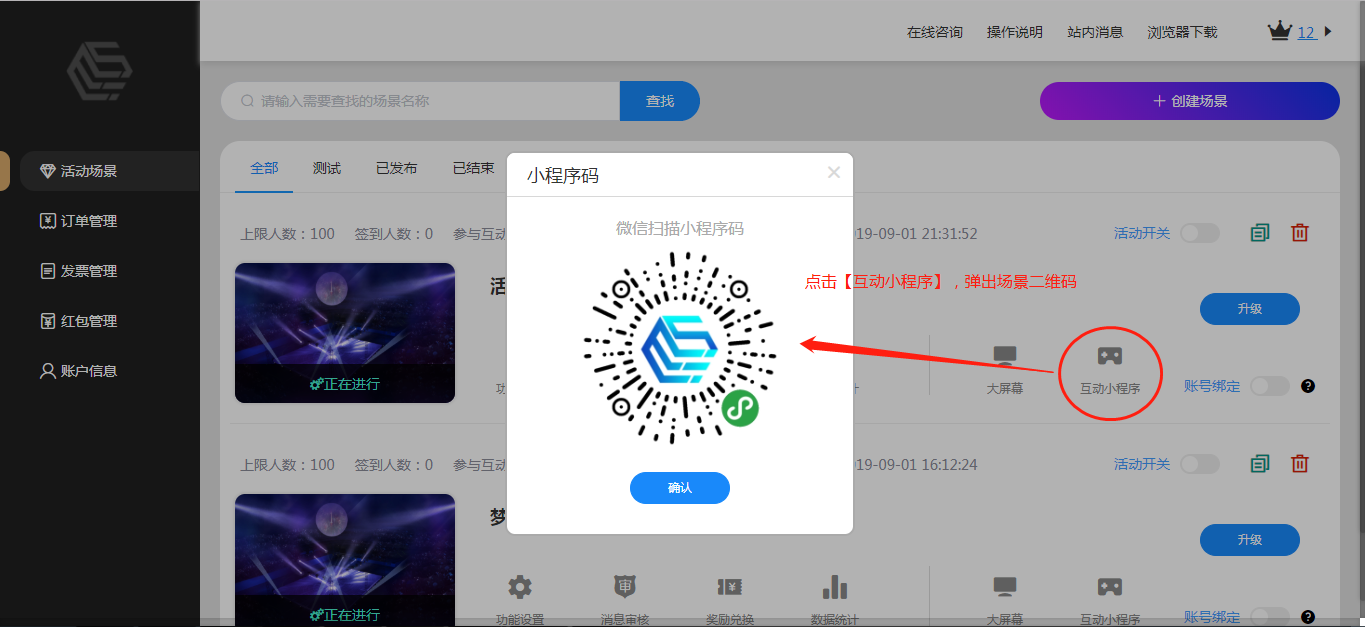 在线咨询 操作说明 站内消息 浏览器下载 12
请输入需要查找的场景名称 查找 + 创建场景
活动场景
订单管理
发票管理
红包管理
账户信息
全部 测试 已发布 已结束
小程序码
微信扫描小程序码
确认
上限人数：100 签到人数：0 参与互动 19-09-01 21:31:52 活动开关
点击【互动小程序】，弹出场景二维码
活
升级
正在进行
大屏幕 互动小程序 账号绑定 ?
上限人数：100 签到人数：0 参与互动 19-09-01 16:12:24 活动开关
梦
升级
正在进行
功能设置 消息审核 奖励兑换 数据统计 大屏幕 互动小程序 账号绑定 ?